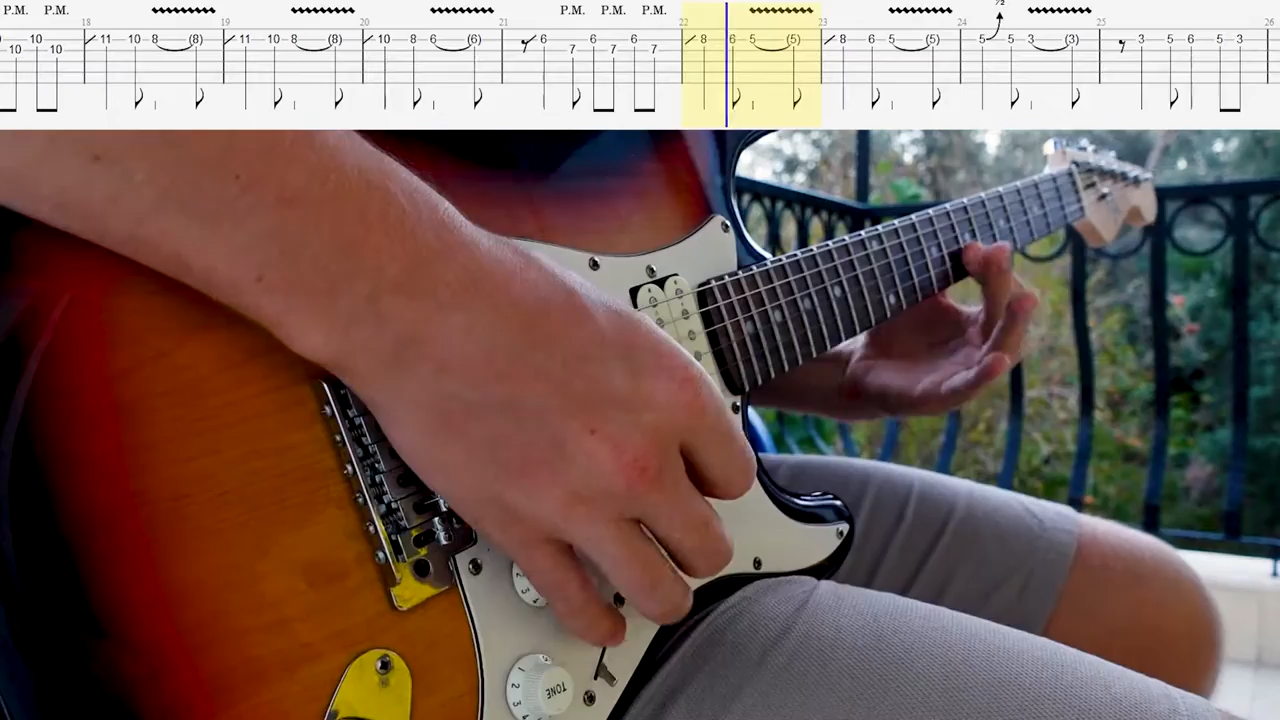 P.M. P.M. P.M. P.M. P.M. 1/2
18 19 20 21 22 23 24 25 26
10 11 10 8 (8) 11 10 8 (8) 10 8 6 (6) 6 6 6 8 6 5 (5) 8 6 5 (5) 5 5 3 (3) 3 5 6 5 3
10 10 7 7 7
TONE